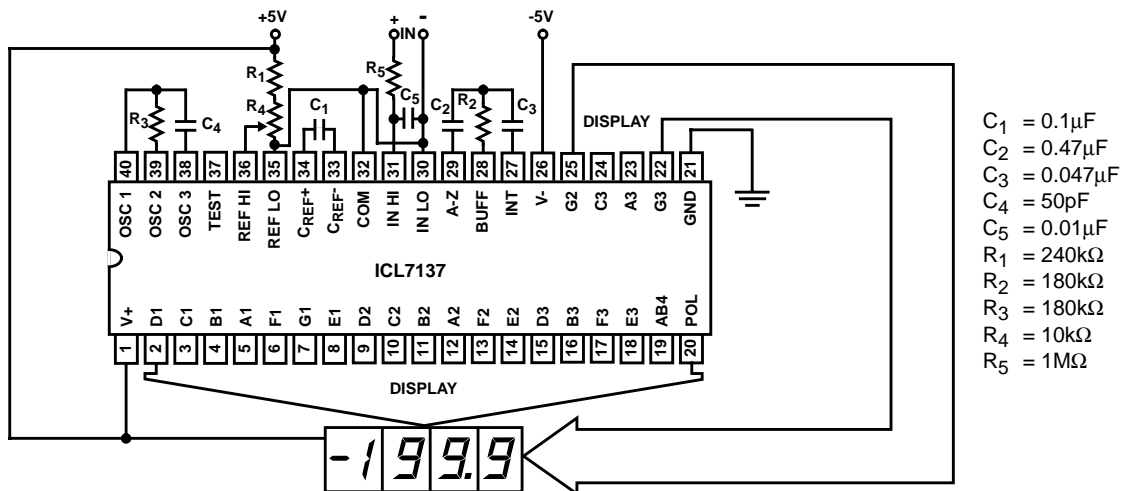 +5V
+ IN -
-5V
R1
R5
R4
C1
C5
C2
R2
C3
R3
C4
DISPLAY
40 39 38 37 36 35 34 33 32 31 30 29 28 27 26 25 24 23 22 21
OSC 1
OSC 2
OSC 3
TEST
REF HI
REF LO
CREF+
CREF-
COM
IN HI
IN LO
A-Z
BUFF
INT
V-
G2
C3
A3
G3
GND
ICL7137
V+
D1
C1
B1
A1
F1
G1
E1
D2
C2
B2
A2
F2
E2
D3
B3
F3
E3
AB4
POL
1 2 3 4 5 6 7 8 9 10 11 12 13 14 15 16 17 18 19 20
DISPLAY
-199.9
C1 = 0.1μF
C2 = 0.47μF
C3 = 0.047μF
C4 = 50pF
C5 = 0.01μF
R1 = 240kΩ
R2 = 180kΩ
R3 = 180kΩ
R4 = 10kΩ
R5 = 1MΩ